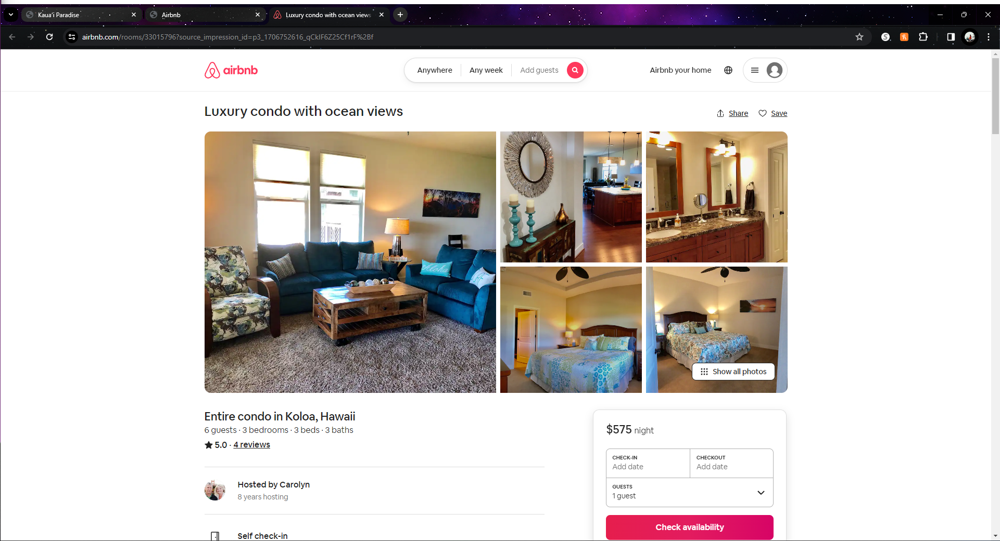 Kaua'i Paradise
Airbnb
Luxury condo with ocean views
airbnb.com/rooms/33015796?source_impression_id=p3_1706752616_qCkIF6Z25Cf1rF%2Bf
airbnb
Anywhere
Any week
Add guests
Airbnb your home
Luxury condo with ocean views
Share
Save
Aloha
Show all photos
Entire condo in Koloa, Hawaii
6 guests · 3 bedrooms · 3 beds · 3 baths
5.0 · 4 reviews
Hosted by Carolyn
8 years hosting
Self check-in
$575 night
CHECK-IN
Add date
CHECKOUT
Add date
GUESTS
1 guest
Check availability